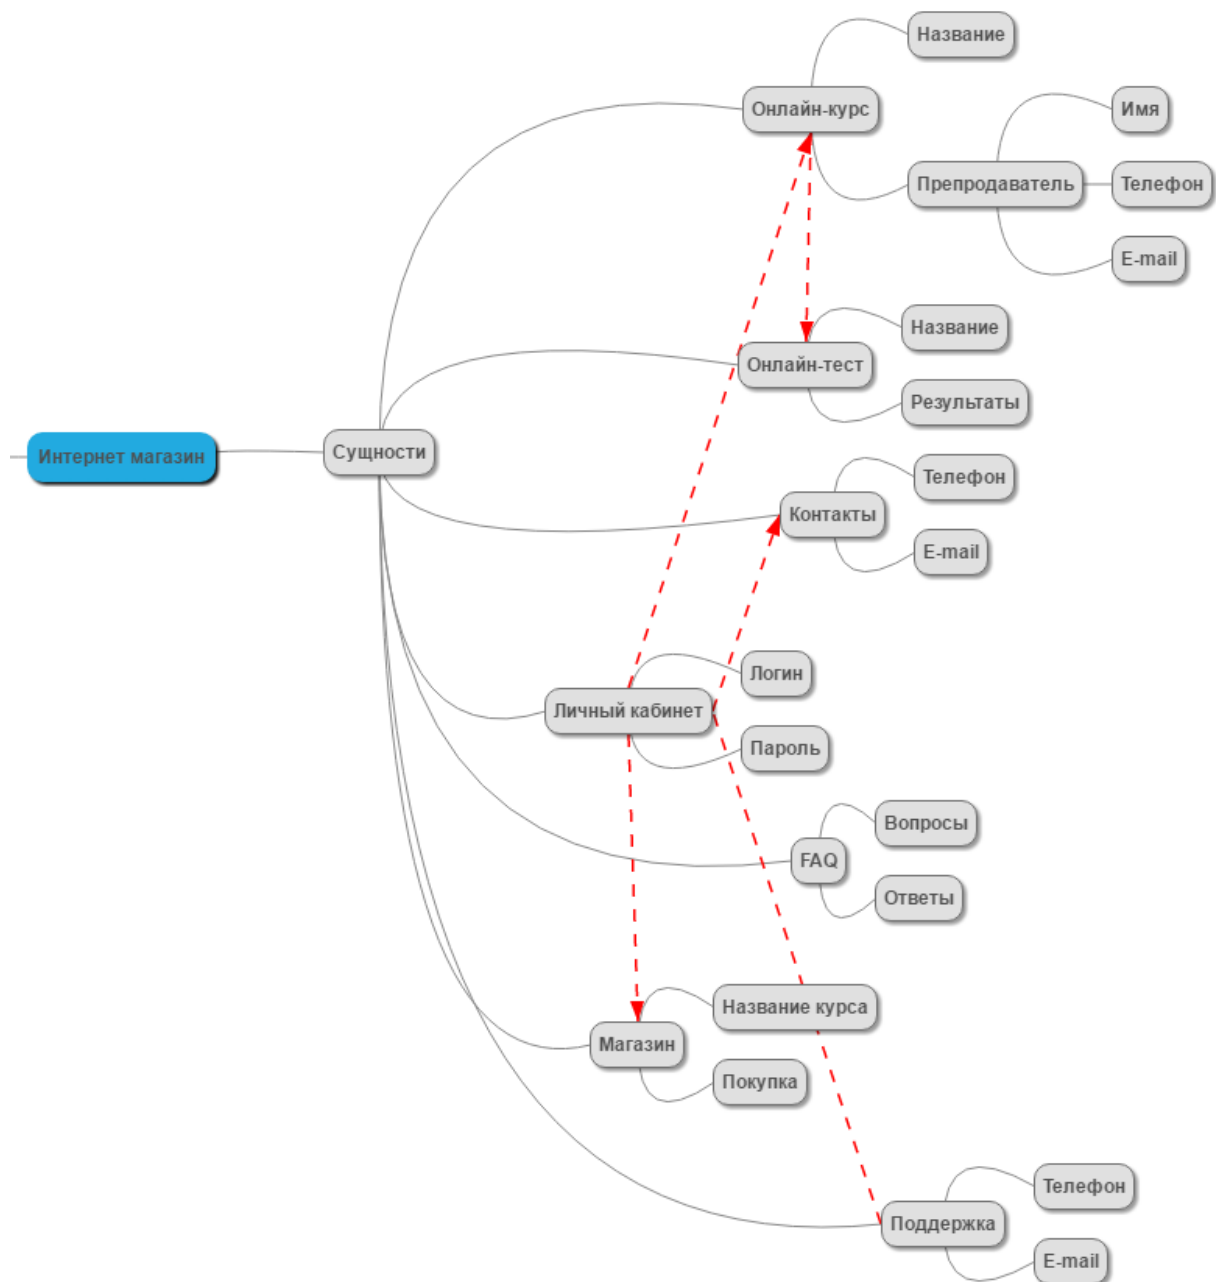 Название
Онлайн-курс
Имя
Препродаватель
Телефон
E-mail
Название
Онлайн-тест
Результаты
Интернет магазин
Сущности
Телефон
Контакты
E-mail
Логин
Личный кабинет
Пароль
Вопросы
FAQ
Ответы
Название курса
Магазин
Покупка
Телефон
Поддержка
E-mail